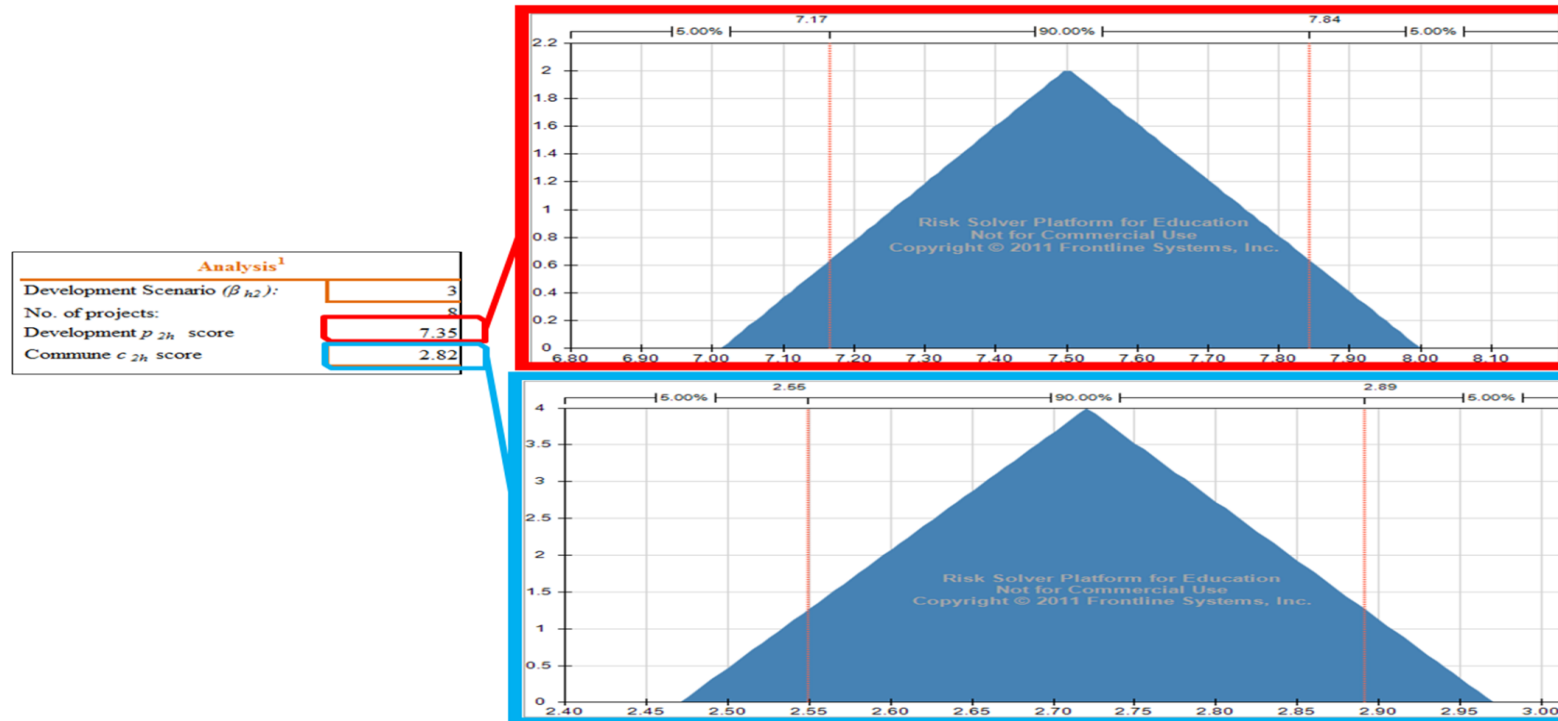 Analysis1
Development Scenario (β h2): 3
No. of projects: 8
Development p 2h score 7.35
Commune c 2h score 2.82
7.17 7.84
5.00% 90.00% 5.00%
2.2
2
1.8
1.6
1.4
1.2
1
0.8
0.6
0.4
0.2
0
Risk Solver Platform for Education
Not for Commercial Use
Copyright © 2011 Frontline Systems, Inc.
6.80 6.90 7.00 7.10 7.20 7.30 7.40 7.50 7.60 7.70 7.80 7.90 8.00 8.10
2.55 2.89
5.00% 90.00% 5.00%
4
3.5
3
2.5
2
1.5
1
0.5
0
Risk Solver Platform for Education
Not for Commercial Use
Copyright © 2011 Frontline Systems, Inc.
2.40 2.45 2.50 2.55 2.60 2.65 2.70 2.75 2.80 2.85 2.90 2.95 3.00